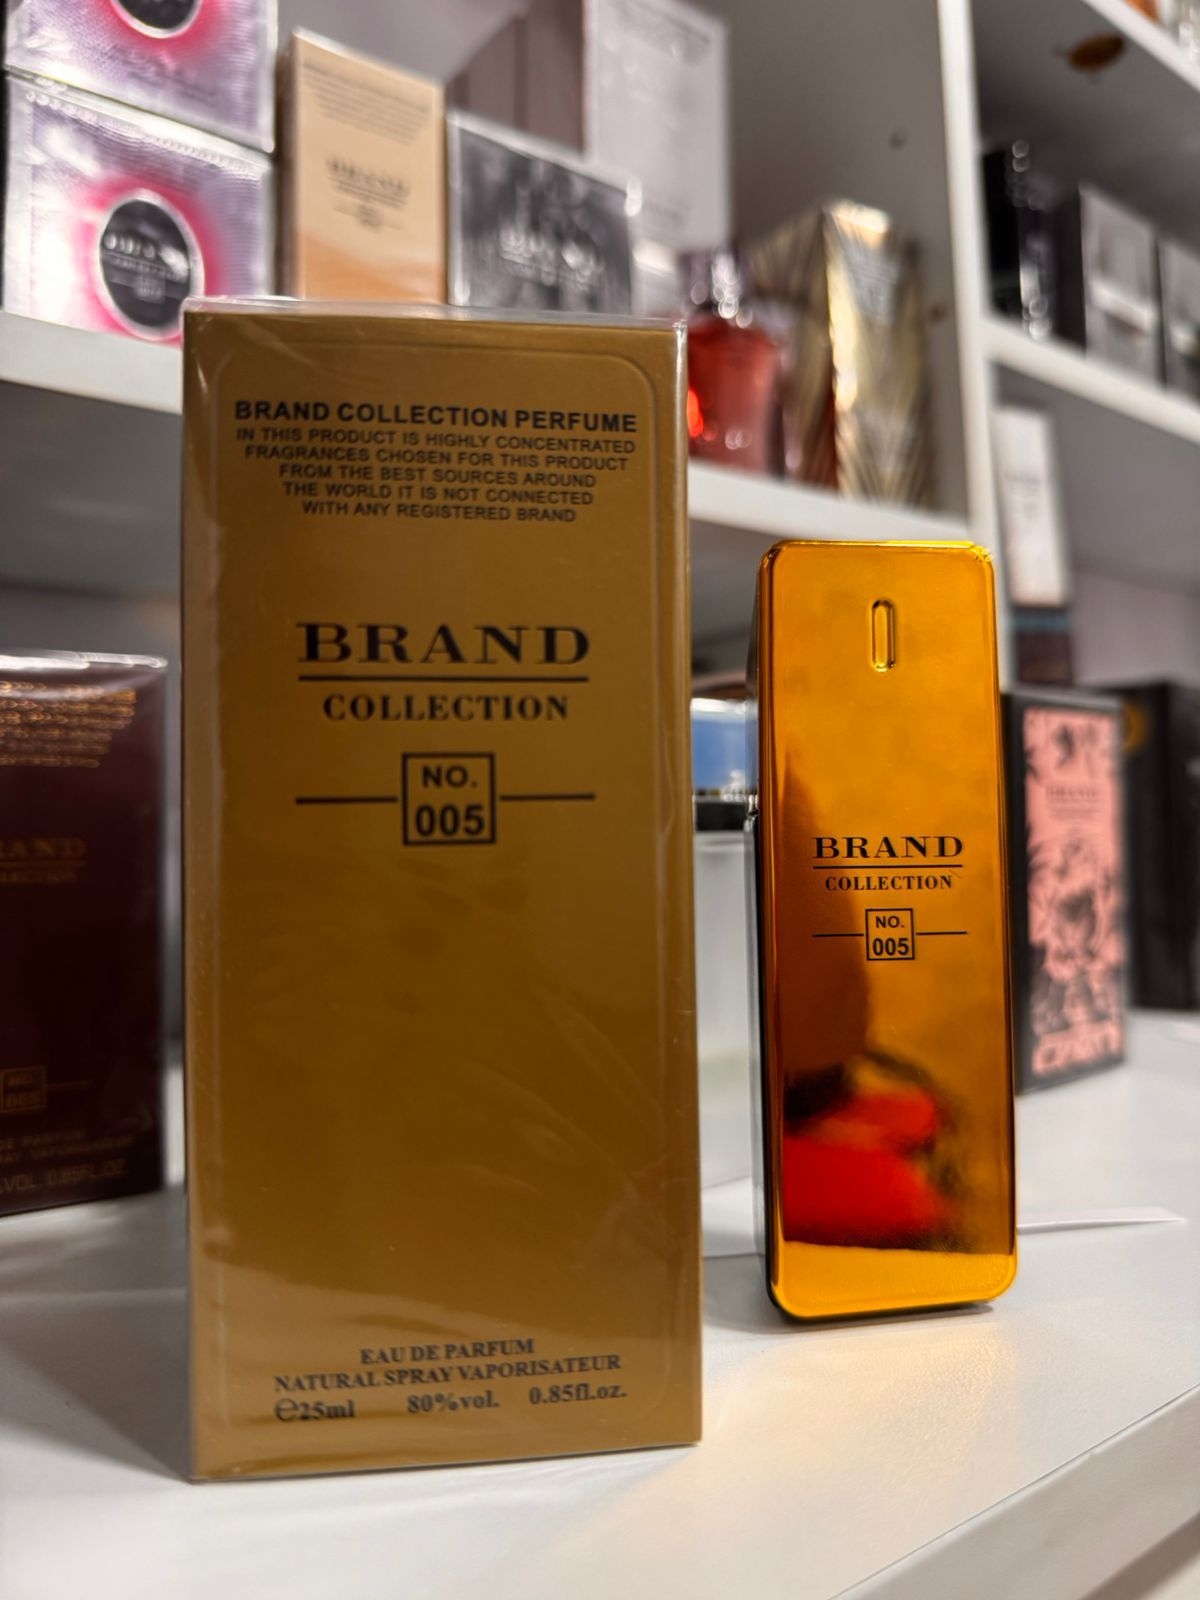 BRAND COLLECTION PERFUME
IN THIS PRODUCT IS HIGHLY CONCENTRATED
FRAGRANCES CHOSEN FOR THIS PRODUCT
FROM THE BEST SOURCES AROUND
THE WORLD IT IS NOT CONNECTED
WITH ANY REGISTERED BRAND
BRAND
COLLECTION
NO.
005
EAU DE PARFUM
NATURAL SPRAY VAPORISATEUR
℮25ml 80%vol. 0.85fl.oz.
BRAND
COLLECTION
NO.
005
BRAND